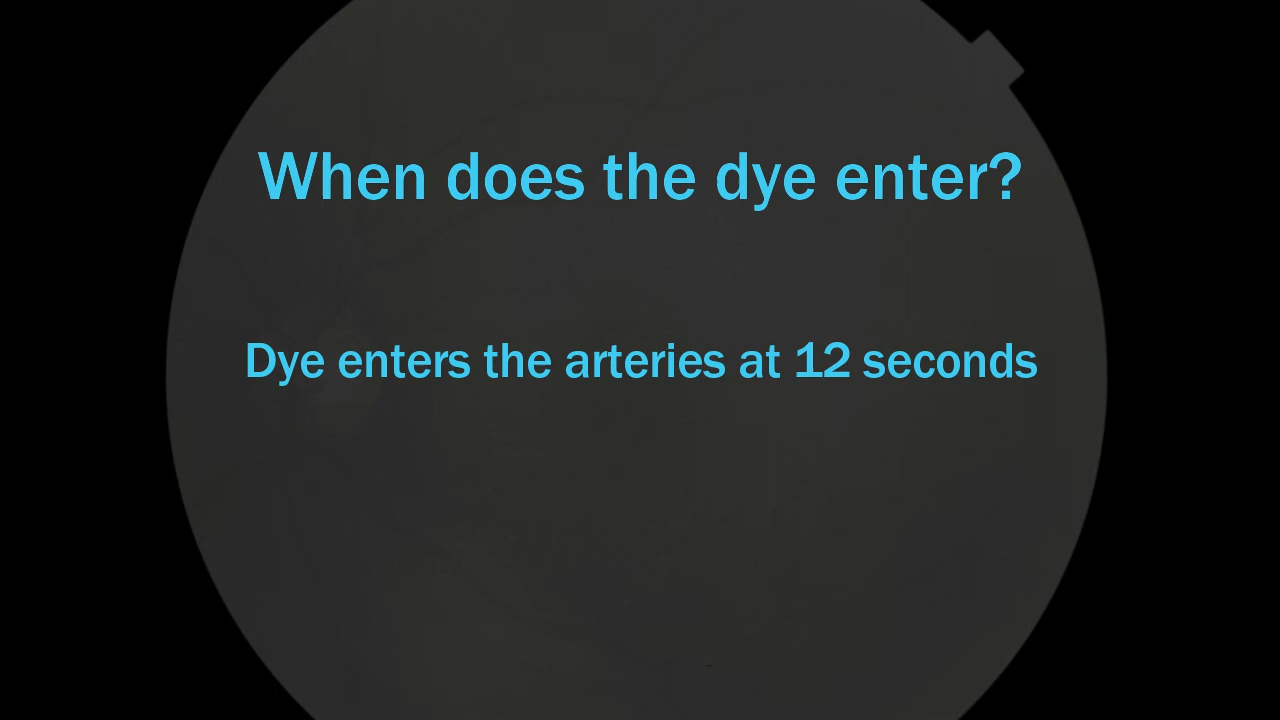 When does the dye enter?
Dye enters the arteries at 12 seconds